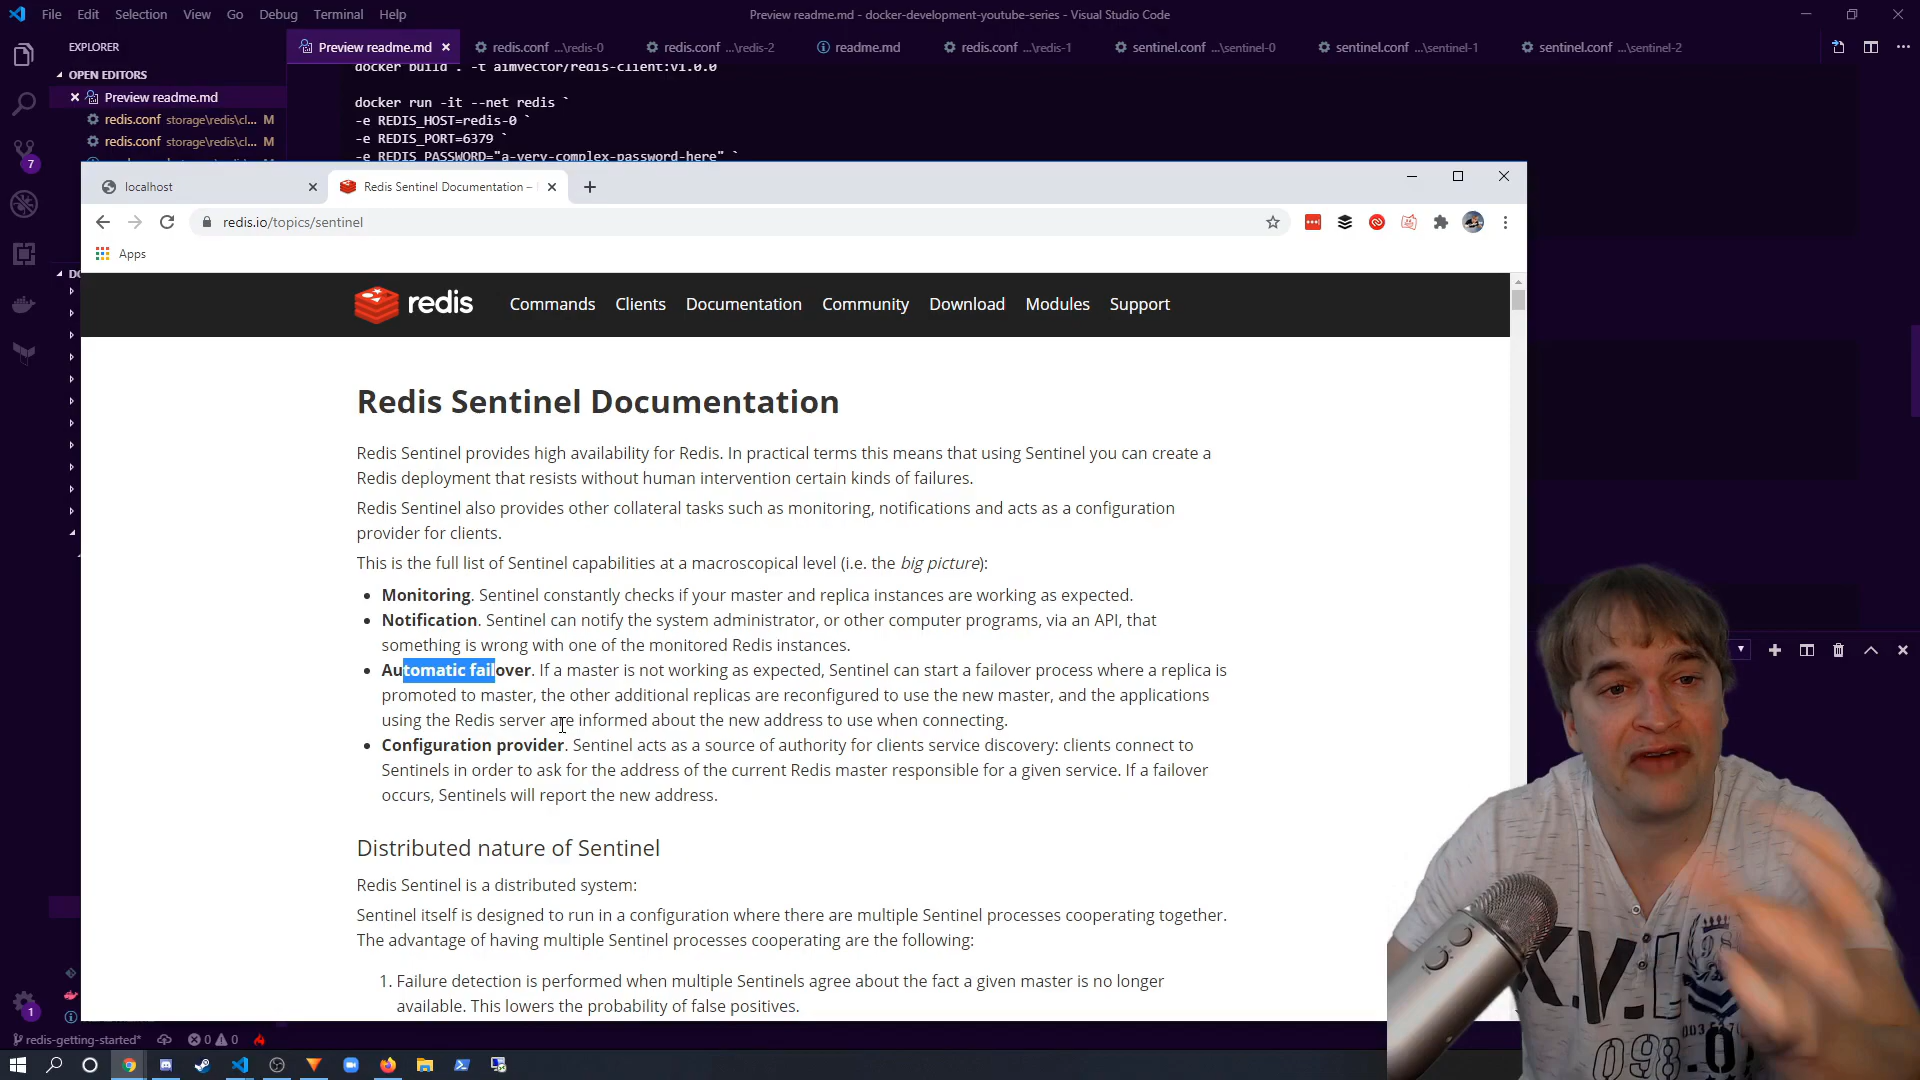 File Edit Selection View Go Debug Terminal Help
Preview readme.md - docker-development-youtube-series - Visual Studio Code
EXPLORER
Preview readme.md
redis.conf ...\redis-0
redis.conf ...\redis-2
readme.md
redis.conf ...\redis-1
sentinel.conf ...\sentinel-0
sentinel.conf ...\sentinel-1
sentinel.conf ...\sentinel-2
OPEN EDITORS
Preview readme.md
redis.conf storage\redis\cl... M
redis.conf storage\redis\cl... M
7
docker build . -t aimvector/redis-client:v1.0.0
docker run -it --net redis `
-e REDIS_HOST=redis-0 `
-e REDIS_PORT=6379 `
-e REDIS_PASSWORD="a-very-complex-password-here" `
localhost
Redis Sentinel Documentation –
redis.io/topics/sentinel
Apps
redis
Commands Clients Documentation Community Download Modules Support
Redis Sentinel Documentation
Redis Sentinel provides high availability for Redis. In practical terms this means that using Sentinel you can create a
Redis deployment that resists without human intervention certain kinds of failures.
Redis Sentinel also provides other collateral tasks such as monitoring, notifications and acts as a configuration
provider for clients.
This is the full list of Sentinel capabilities at a macroscopical level (i.e. the big picture):
• Monitoring. Sentinel constantly checks if your master and replica instances are working as expected.
• Notification. Sentinel can notify the system administrator, or other computer programs, via an API, that
something is wrong with one of the monitored Redis instances.
• Automatic failover. If a master is not working as expected, Sentinel can start a failover process where a replica is
promoted to master, the other additional replicas are reconfigured to use the new master, and the applications
using the Redis server are informed about the new address to use when connecting.
• Configuration provider. Sentinel acts as a source of authority for clients service discovery: clients connect to
Sentinels in order to ask for the address of the current Redis master responsible for a given service. If a failover
occurs, Sentinels will report the new address.
Distributed nature of Sentinel
Redis Sentinel is a distributed system:
Sentinel itself is designed to run in a configuration where there are multiple Sentinel processes cooperating together.
The advantage of having multiple Sentinel processes cooperating are the following:
1. Failure detection is performed when multiple Sentinels agree about the fact a given master is no longer
available. This lowers the probability of false positives.
1
redis-getting-started* 0 0